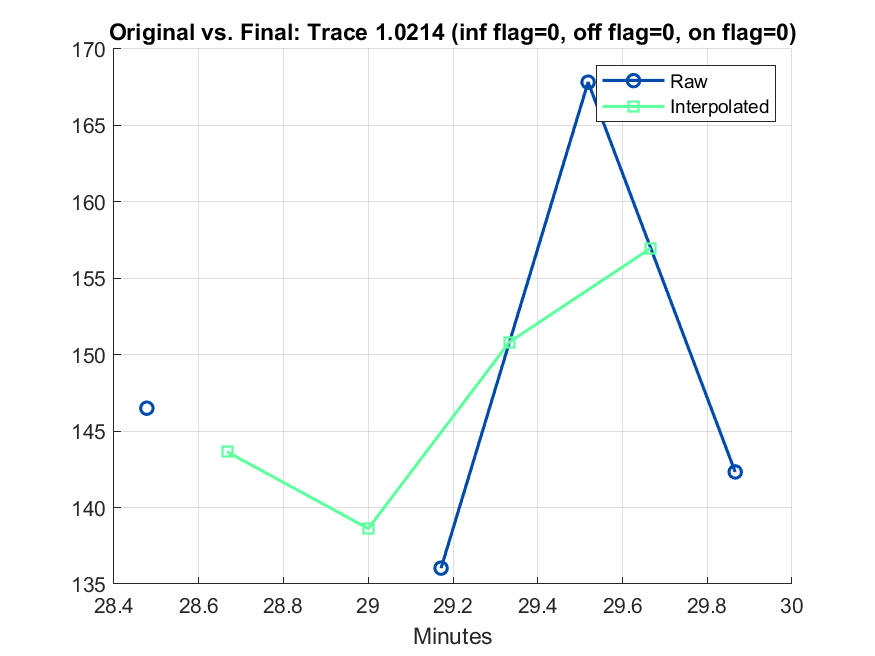 Original vs. Final: Trace 1.0214 (inf flag=0, off flag=0, on flag=0)
Raw
Interpolated
170
165
160
155
150
145
140
135
28.4 28.6 28.8 29 29.2 29.4 29.6 29.8 30
Minutes